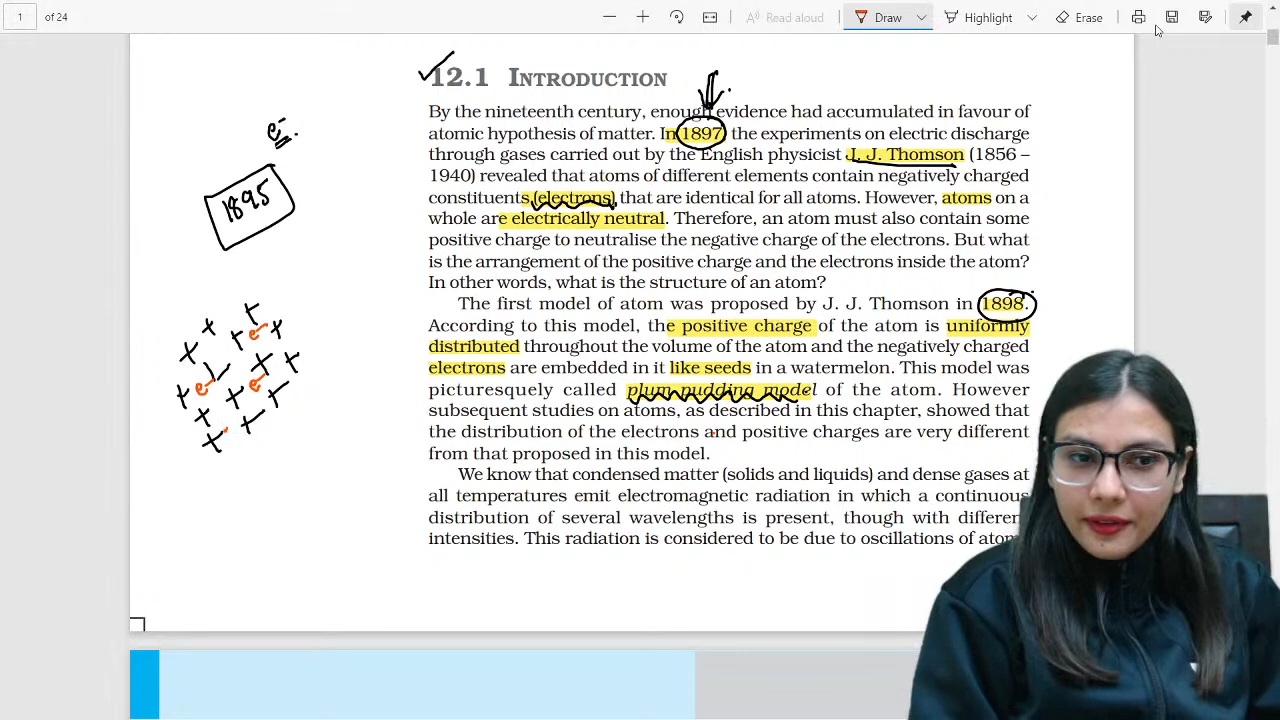 1 of 24 Read aloud Draw Highlight Erase
12.1 INTRODUCTION
By the nineteenth century, enough evidence had accumulated in favour of
atomic hypothesis of matter. In 1897, the experiments on electric discharge
through gases carried out by the English physicist J. J. Thomson (1856 –
1940) revealed that atoms of different elements contain negatively charged
constituents (electrons) that are identical for all atoms. However, atoms on a
whole are electrically neutral. Therefore, an atom must also contain some
positive charge to neutralise the negative charge of the electrons. But what
is the arrangement of the positive charge and the electrons inside the atom?
In other words, what is the structure of an atom?
The first model of atom was proposed by J. J. Thomson in 1898.
According to this model, the positive charge of the atom is uniformly
distributed throughout the volume of the atom and the negatively charged
electrons are embedded in it like seeds in a watermelon. This model was
picturesquely called plum pudding model of the atom. However
subsequent studies on atoms, as described in this chapter, showed that
the distribution of the electrons and positive charges are very different
from that proposed in this model.
We know that condensed matter (solids and liquids) and dense gases at
all temperatures emit electromagnetic radiation in which a continuous
distribution of several wavelengths is present, though with differen
intensities. This radiation is considered to be due to oscillations of atom
e-
1895
+ + + e- +
+ + +
+ e- + e- +
+ +
+